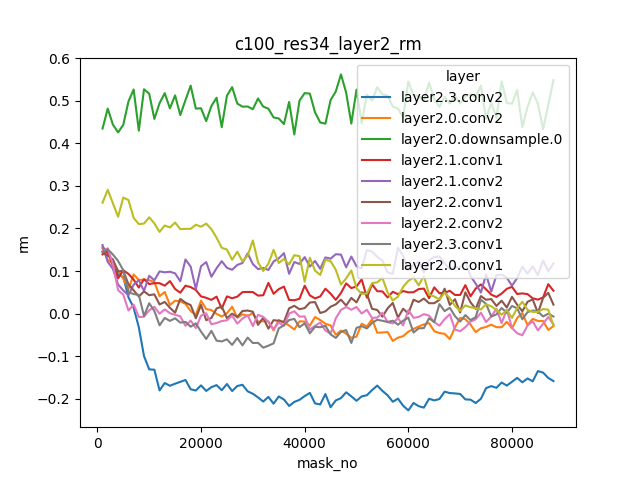 c100_res34_layer2_rm
rm
0.6
0.5
0.4
0.3
0.2
0.1
0.0
−0.1
−0.2
layer
layer2.3.conv2
layer2.0.conv2
layer2.0.downsample.0
layer2.1.conv1
layer2.1.conv2
layer2.2.conv1
layer2.2.conv2
layer2.3.conv1
layer2.0.conv1
0 20000 40000 60000 80000
mask_no